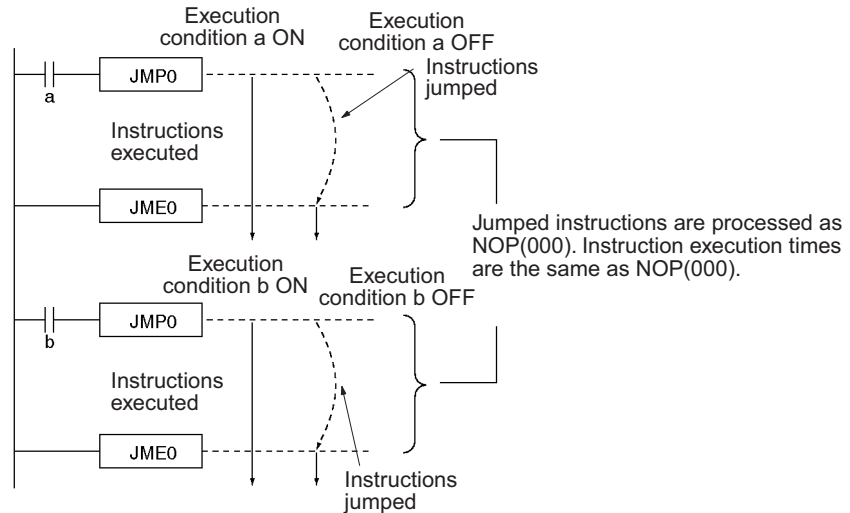 Execution
condition a ON
Execution
condition a OFF
JMP0
a
Instructions
jumped
Instructions
executed
JME0
Jumped instructions are processed as
NOP(000). Instruction execution times
are the same as NOP(000).
Execution
condition b ON
Execution
condition b OFF
JMP0
b
Instructions
executed
JME0
Instructions
jumped